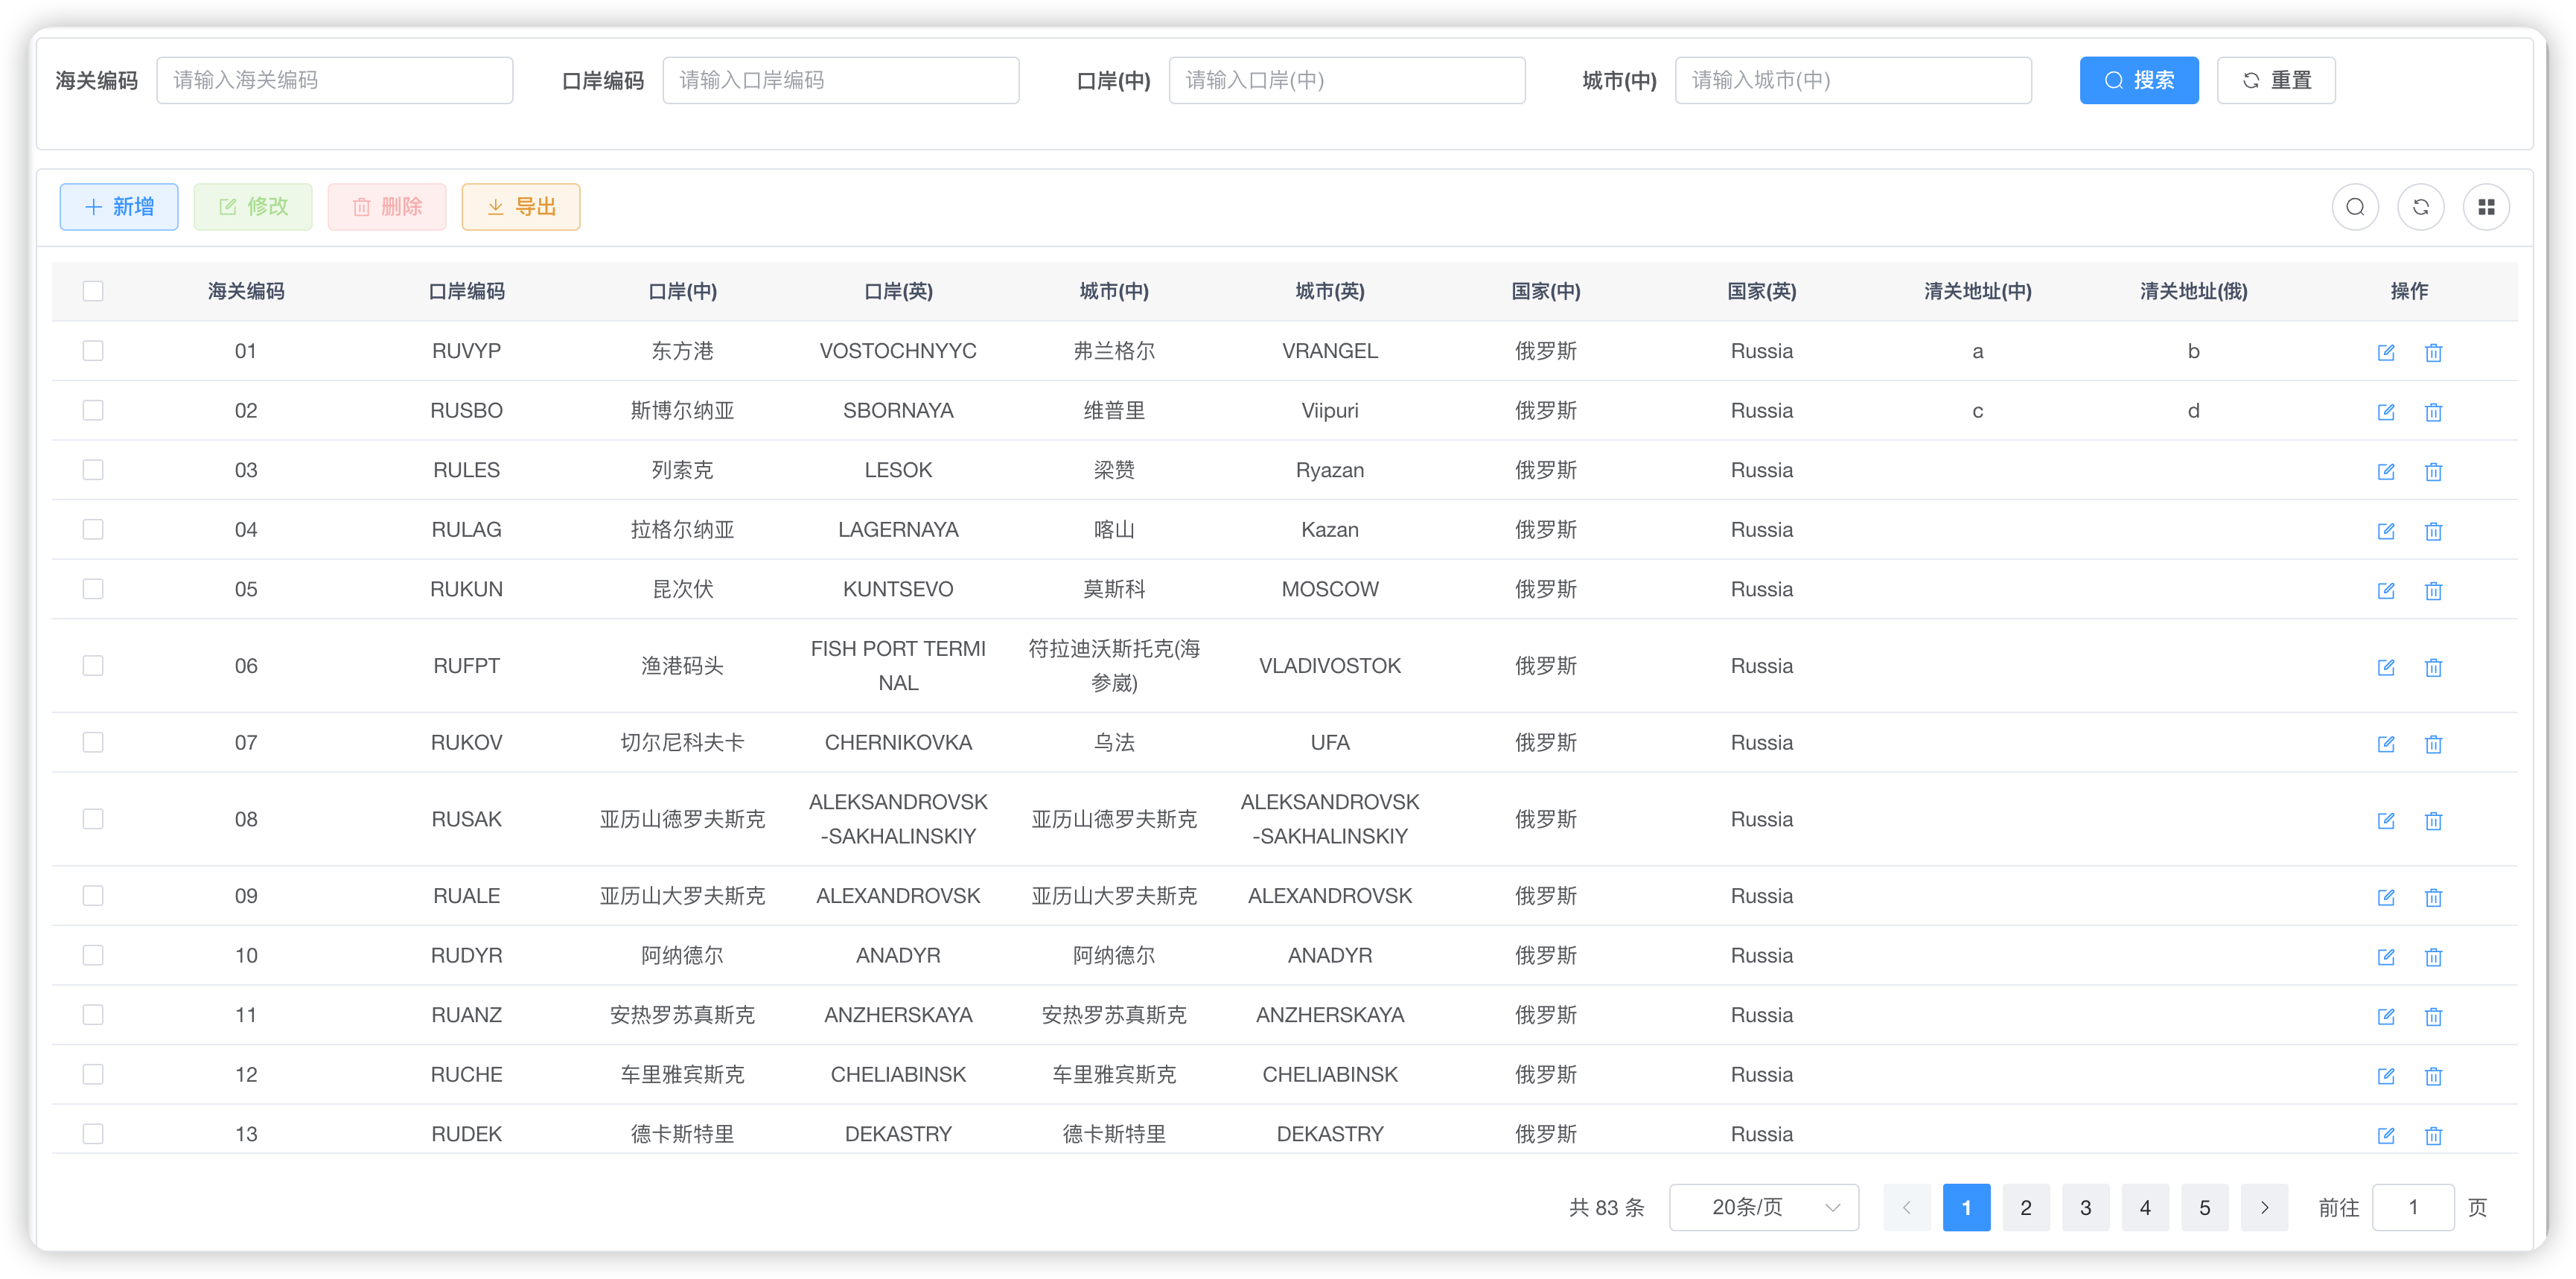 海关编码 请输入海关编码 口岸编码 请输入口岸编码 口岸(中) 请输入口岸(中) 城市(中) 请输入城市(中) 搜索 重置
新增 修改 删除 导出
海关编码 口岸编码 口岸(中) 口岸(英) 城市(中) 城市(英) 国家(中) 国家(英) 清关地址(中) 清关地址(俄) 操作
01 RUVYP 东方港 VOSTOCHNYYC 弗兰格尔 VRANGEL 俄罗斯 Russia a b
02 RUSBO 斯博尔纳亚 SBORNAYA 维普里 Viipuri 俄罗斯 Russia c d
03 RULES 列索克 LESOK 梁赞 Ryazan 俄罗斯 Russia
04 RULAG 拉格尔纳亚 LAGERNAYA 喀山 Kazan 俄罗斯 Russia
05 RUKUN 昆次伏 KUNTSEVO 莫斯科 MOSCOW 俄罗斯 Russia
06 RUFPT 渔港码头 FISH PORT TERMI
NAL 符拉迪沃斯托克(海
参崴) VLADIVOSTOK 俄罗斯 Russia
07 RUKOV 切尔尼科夫卡 CHERNIKOVKA 乌法 UFA 俄罗斯 Russia
08 RUSAK 亚历山德罗夫斯克 ALEKSANDROVSK
-SAKHALINSKIY 亚历山德罗夫斯克 ALEKSANDROVSK
-SAKHALINSKIY 俄罗斯 Russia
09 RUALE 亚历山大罗夫斯克 ALEXANDROVSK 亚历山大罗夫斯克 ALEXANDROVSK 俄罗斯 Russia
10 RUDYR 阿纳德尔 ANADYR 阿纳德尔 ANADYR 俄罗斯 Russia
11 RUANZ 安热罗苏真斯克 ANZHERSKAYA 安热罗苏真斯克 ANZHERSKAYA 俄罗斯 Russia
12 RUCHE 车里雅宾斯克 CHELIABINSK 车里雅宾斯克 CHELIABINSK 俄罗斯 Russia
13 RUDEK 德卡斯特里 DEKASTRY 德卡斯特里 DEKASTRY 俄罗斯 Russia
共 83 条 20条/页 1 2 3 4 5 前往 1 页